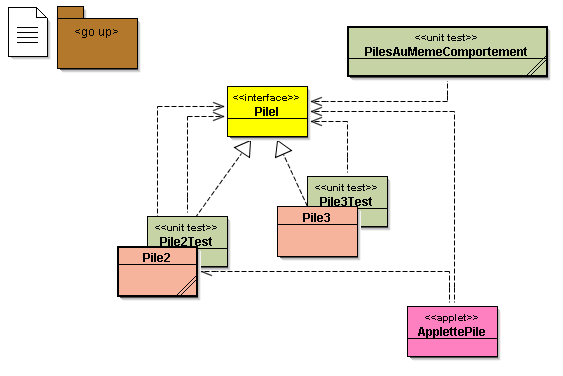 <go up>
<<unit test>>
PilesAuMemeComportement
<<interface>>
PileI
<<unit test>>
Pile3Test
Pile3
<<unit test>>
Pile2Test
Pile2
<<applet>>
ApplettePile